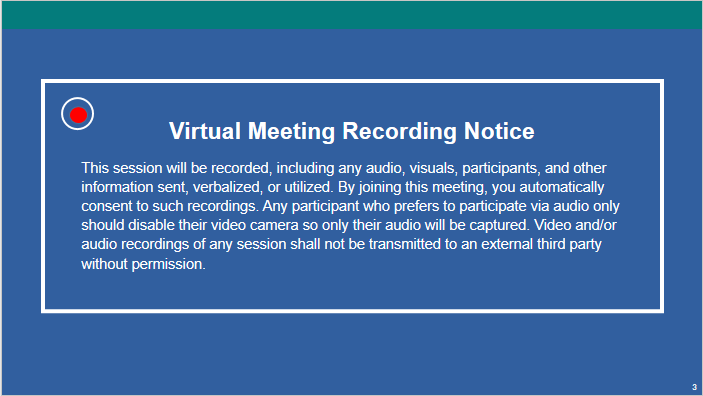 Virtual Meeting Recording Notice
This session will be recorded, including any audio, visuals, participants, and other
information sent, verbalized, or utilized. By joining this meeting, you automatically
consent to such recordings. Any participant who prefers to participate via audio only
should disable their video camera so only their audio will be captured. Video and/or
audio recordings of any session shall not be transmitted to an external third party
without permission.
3